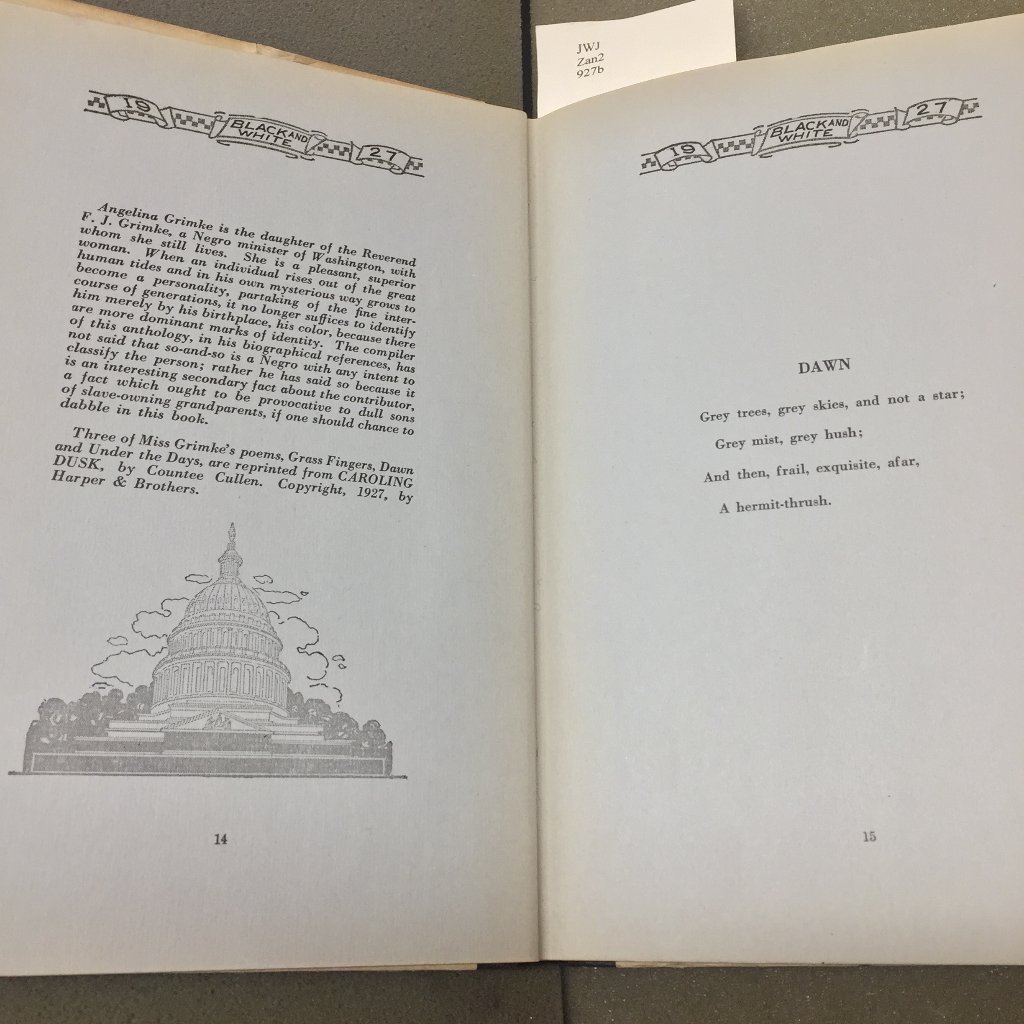 JWJ
Zan2
927b
19 BLACK AND WHITE 27
Angelina Grimke is the daughter of the Reverend
F. J. Grimke, a Negro minister of Washington, with
whom she still lives. She is a pleasant, superior
woman. When an individual rises out of the great
human tides and in his own mysterious way grows to
become a personality, partaking of the fine inter-
course of generations, it no longer suffices to identify
him merely by his birthplace, his color, because there
are more dominant marks of identity. The compiler
of this anthology, in his biographical references, has
not said that so-and-so is a Negro with any intent to
classify the person; rather he has said so because it
is an interesting secondary fact about the contributor,
a fact which ought to be provocative to dull sons
of slave-owning grandparents, if one should chance to
dabble in this book.
Three of Miss Grimke's poems, Grass Fingers, Dawn
and Under the Days, are reprinted from CAROLING
DUSK, by Countee Cullen. Copyright, 1927, by
Harper & Brothers.
14
19 BLACK AND WHITE 27
DAWN
Grey trees, grey skies, and not a star;
Grey mist, grey hush;
And then, frail, exquisite, afar,
A hermit-thrush.
15